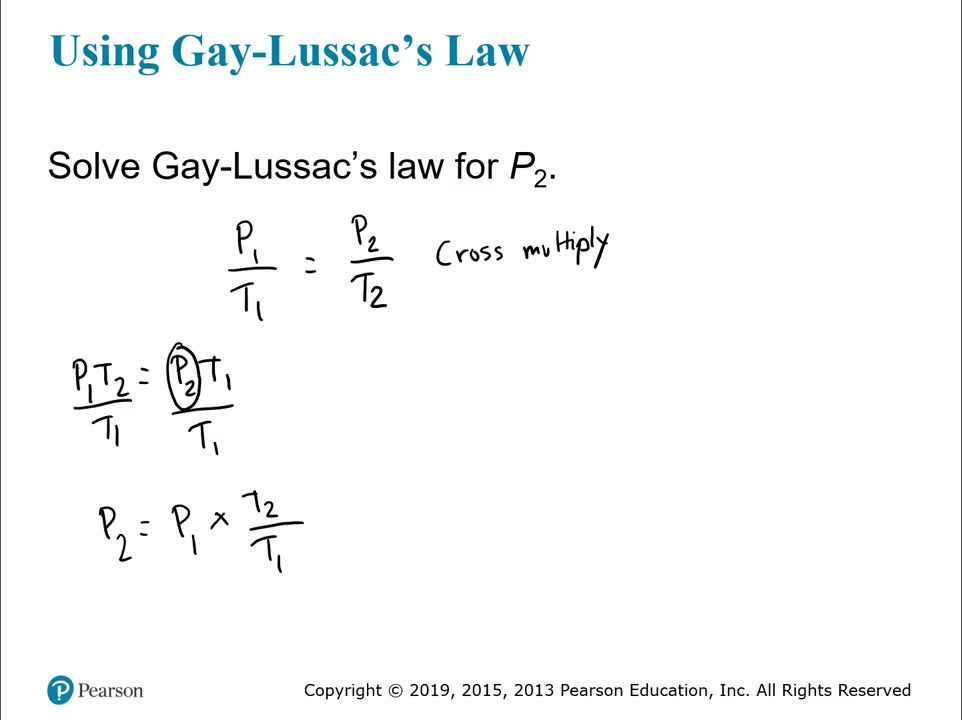 Using Gay-Lussac’s Law
Solve Gay-Lussac’s law for P₂.
P₁/T₁ = P₂/T₂ Cross multiply
P₁T₂/T₁ = P₂T₁/T₁
P₂ = P₁ × T₂/T₁
Pearson
Copyright © 2019, 2015, 2013 Pearson Education, Inc. All Rights Reserved